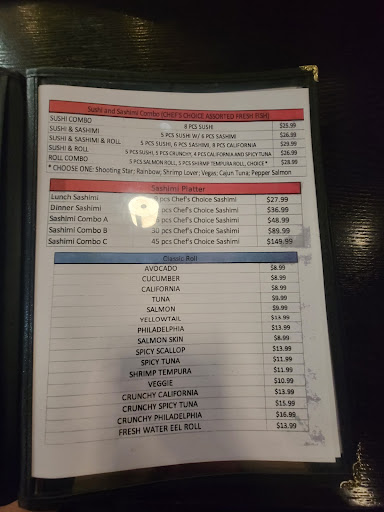 Sushi and Sashimi Combo (CHEF'S CHOICE ASSORTED FRESH FISH)
SUSHI COMBO 8 PCS SUSHI $25.99
SUSHI & SASHIMI 5 PCS SUSHI W/ 6 PCS SASHIMI $26.99
SUSHI & SASHIMI & ROLL 5 PCS SUSHI, 6 PCS SASHIMI, 8 PCS CALIFORNIA $29.99
SUSHI & ROLL 5 PCS SUSHI, 5 PCS CRUNCHY, 4 PCS CALIFORNIA AND SPICY TUNA $26.99
ROLL COMBO 5 PCS SALMON ROLL, 5 PCS SHRIMP TEMPURA ROLL, CHOICE * $28.99
* CHOOSE ONE: Shooting Star; Rainbow; Shrimp Lover; Vegas; Cajun Tuna; Pepper Salmon
Sashimi Platter
Lunch Sashimi pcs Chef's Choice Sashimi $27.99
Dinner Sashimi pcs Chef's Choice Sashimi $36.99
Sashimi Combo A pcs Chef's Choice Sashimi $48.99
Sashimi Combo B 30 pcs Chef's Choice Sashimi $89.99
Sashimi Combo C 45 pcs Chef's Choice Sashimi $149.99
Classic Roll
AVOCADO $8.99
CUCUMBER $8.99
CALIFORNIA $8.99
TUNA $9.99
SALMON $9.99
YELLOWTAIL $13.99
PHILADELPHIA $13.99
SALMON SKIN $8.99
SPICY SCALLOP $13.99
SPICY TUNA $11.99
SHRIMP TEMPURA $11.99
VEGGIE $10.99
CRUNCHY CALIFORNIA $13.99
CRUNCHY SPICY TUNA $15.99
CRUNCHY PHILADELPHIA $16.99
FRESH WATER EEL ROLL $13.99